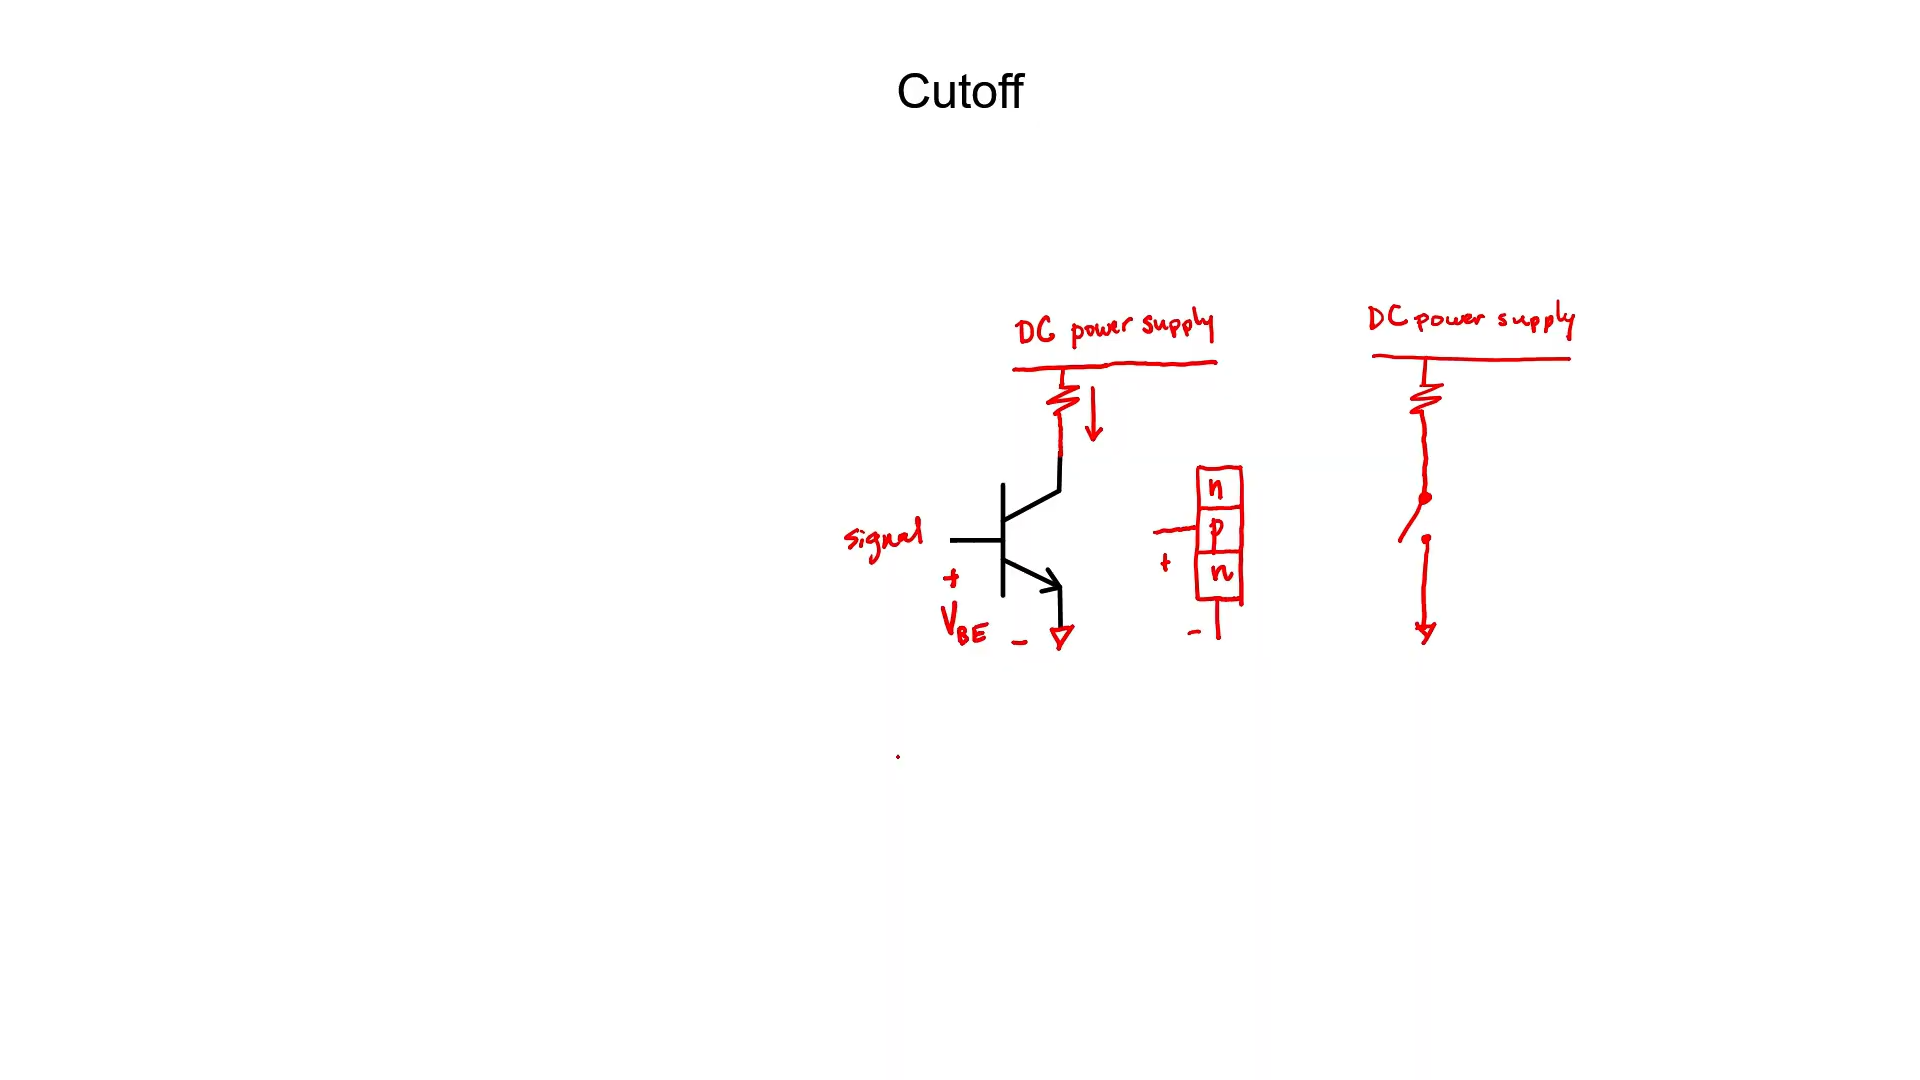 Cutoff
DC power supply
DC power supply
n
signal
p
+
+
n
VBE -
-